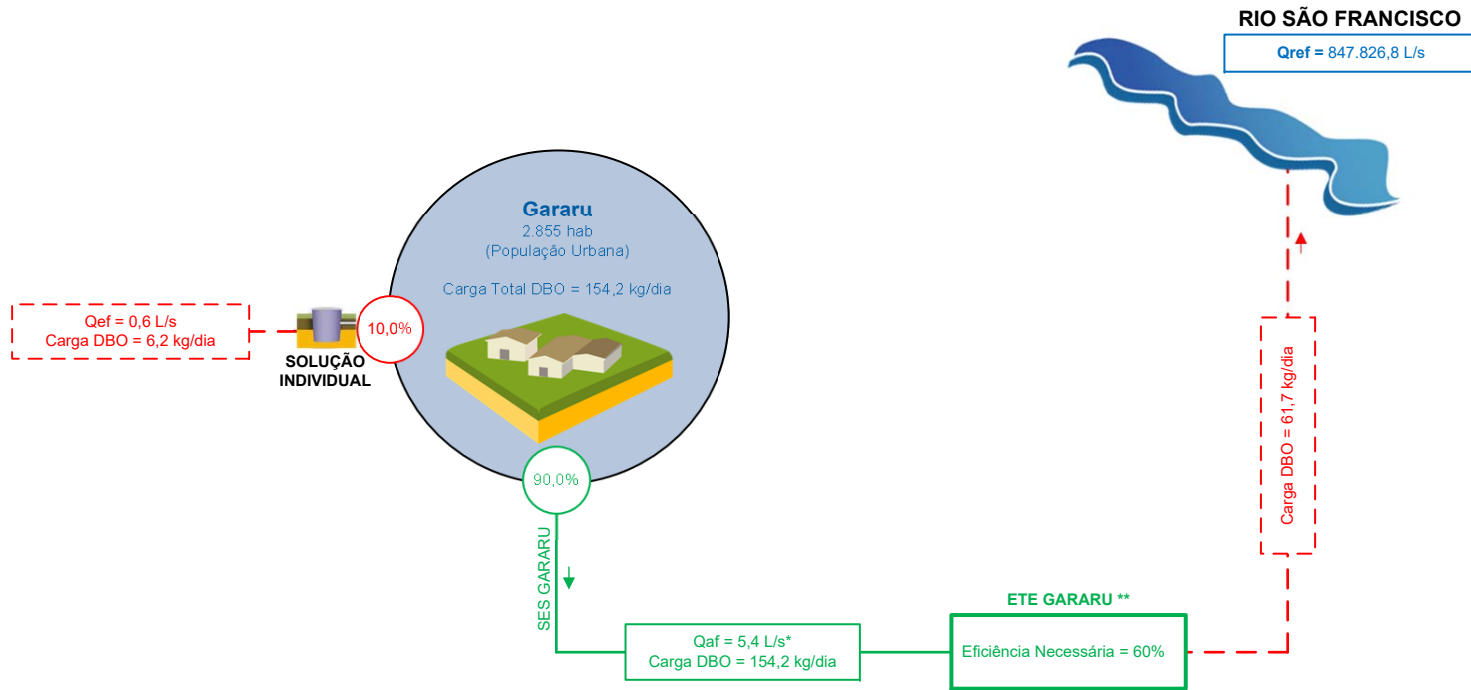 RIO SÃO FRANCISCO
Qref = 847.826,8 L/s
Gararu
2.855 hab
(População Urbana)
Carga Total DBO = 154,2 kg/dia
Qef = 0,6 L/s
Carga DBO = 6,2 kg/dia
10,0%
SOLUÇÃO
INDIVIDUAL
90,0%
SES GARARU
Qaf = 5,4 L/s*
Carga DBO = 154,2 kg/dia
ETE GARARU **
Eficiência Necessária = 60%
Carga DBO = 61,7 kg/dia